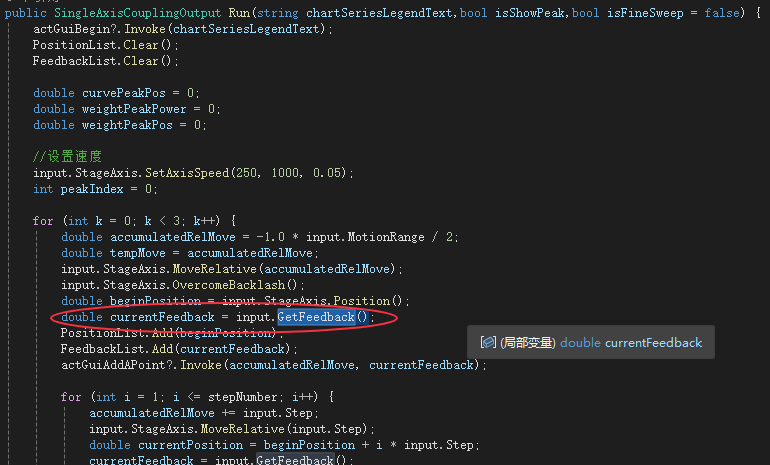 public SingleAxisCouplingOutput Run(string chartSeriesLegendText,bool isShowPeak,bool isFineSweep = false) {
actGuiBegin?.Invoke(chartSeriesLegendText);
PositionList.Clear();
FeedbackList.Clear();
double curvePeakPos = 0;
double weightPeakPower = 0;
double weightPeakPos = 0;
//设置速度
input.StageAxis.SetAxisSpeed(250, 1000, 0.05);
int peakIndex = 0;
for (int k = 0; k < 3; k++) {
double accumulatedRelMove = -1.0 * input.MotionRange / 2;
double tempMove = accumulatedRelMove;
input.StageAxis.MoveRelative(accumulatedRelMove);
input.StageAxis.OvercomeBacklash();
double beginPosition = input.StageAxis.Position();
double currentFeedback = input.GetFeedback();
PositionList.Add(beginPosition);
FeedbackList.Add(currentFeedback);
(局部变量) double currentFeedback
actGuiAddAPoint?.Invoke(accumulatedRelMove, currentFeedback);
for (int i = 1; i <= stepNumber; i++) {
accumulatedRelMove += input.Step;
input.StageAxis.MoveRelative(input.Step);
double currentPosition = beginPosition + i * input.Step;
currentFeedback = input.GetFeedback();